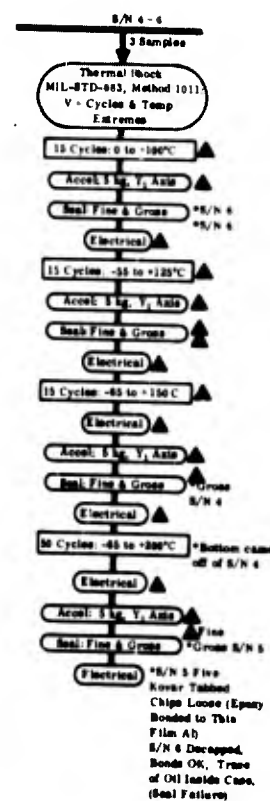 S/N 4 - 6
3 Samples
Thermal Shock
MIL-STD-883, Method 1011
V = Cycles & Temp
Extremes
15 Cycles: 0 to +100°C
Accel: 5 kg, Y1 Axis
Seal: Fine & Gross
*S/N 6
*S/N 6
Electrical
15 Cycles: -55 to +125°C
Accel: 5 kg, Y1 Axis
Seal: Fine & Gross
Electrical
15 Cycles: -65 to +150 C
Electrical
Accel: 5 kg, Y1 Axis
Seal: Fine & Gross
*Gross
S/N 4
Electrical
50 Cycles: -65 to +200°C
*Bottom came
off of S/N 4
Electrical
Accel: 5 kg, Y1 Axis
Fine
Seal: Fine & Gross
*Gross S/N 5
Electrical
*S/N 5 Five
Kovar Tabbed
Chips Loose (Epoxy
Bonded to Thin
Film Al)
S/N 6 Decapped,
Bonds OK, Trace
of Oil Inside Case,
(Seal Failure)